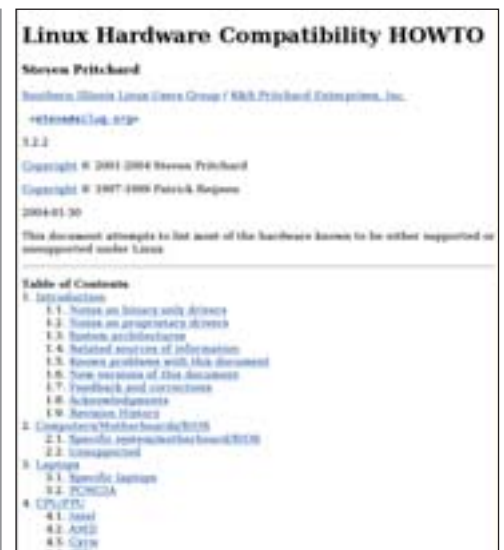 Linux Hardware Compatibility HOWTO
Steven Pritchard
Southern Illinois Linux Users Group / K&S Pritchard Enterprises, Inc.
<steve@silug.org>
3.2.2
Copyright © 2001-2004 Steven Pritchard
Copyright © 1997-1999 Patrick Reijnen
2004-01-30
This document attempts to list most of the hardware known to be either supported or
unsupported under Linux.
Table of Contents
1. Introduction
1.1. Notes on binary-only drivers
1.2. Notes on proprietary drivers
1.3. System architectures
1.4. Related sources of information
1.5. Known problems with this document
1.6. New versions of this document
1.7. Feedback and corrections
1.8. Acknowledgments
1.9. Revision History
2. Computers/Motherboards/BIOS
2.1. Specific system/motherboard/BIOS
2.2. Unsupported
3. Laptops
3.1. Specific laptops
3.2. PCMCIA
4. CPU/FPU
4.1. Intel
4.2. AMD
4.3. Cyrix